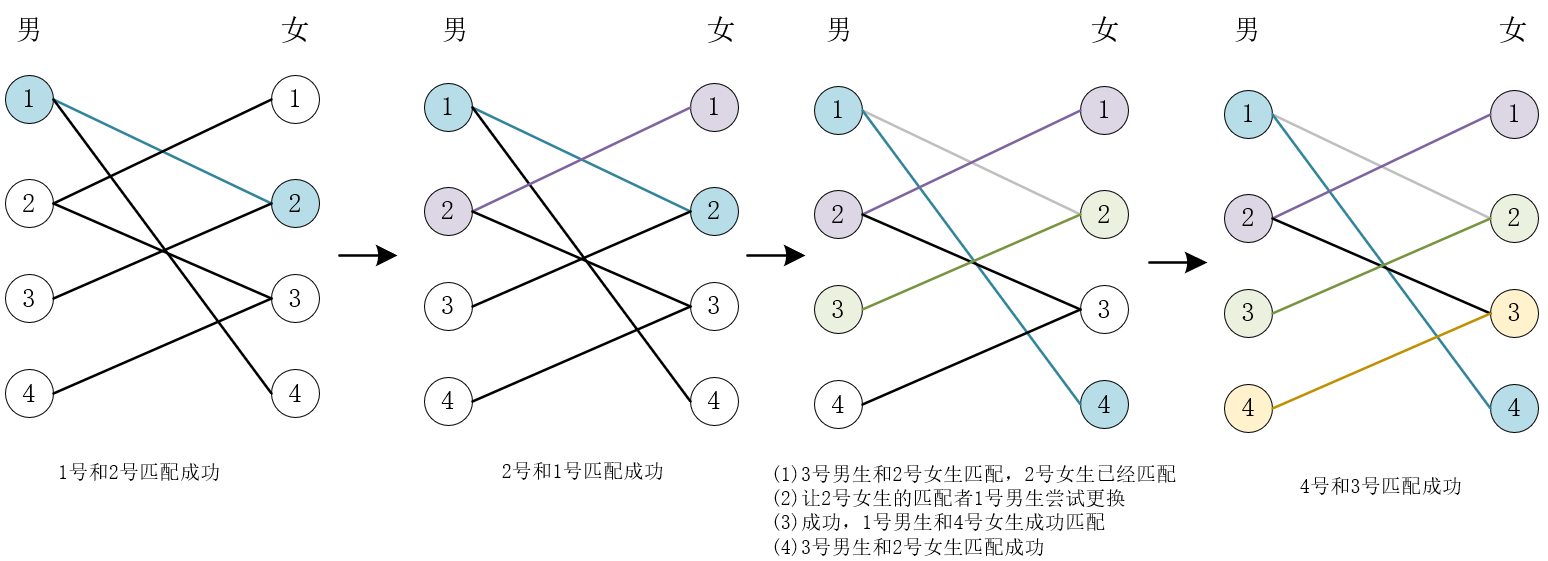 男 女
1 1
2 2
3 3
4 4
1号和2号匹配成功
男 女
1 1
2 2
3 3
4 4
2号和1号匹配成功
男 女
1 1
2 2
3 3
4 4
(1)3号男生和2号女生匹配，2号女生已经匹配
(2)让2号女生的匹配者1号男生尝试更换
(3)成功，1号男生和4号女生成功匹配
(4)3号男生和2号女生匹配成功
男 女
1 1
2 2
3 3
4 4
4号和3号匹配成功